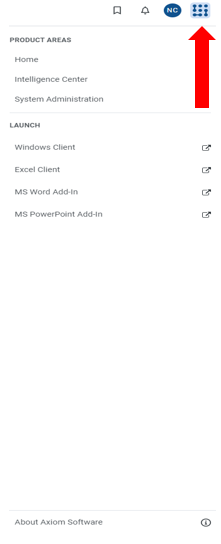 NC
PRODUCT AREAS
Home
Intelligence Center
System Administration
LAUNCH
Windows Client
Excel Client
MS Word Add-In
MS PowerPoint Add-In
About Axiom Software